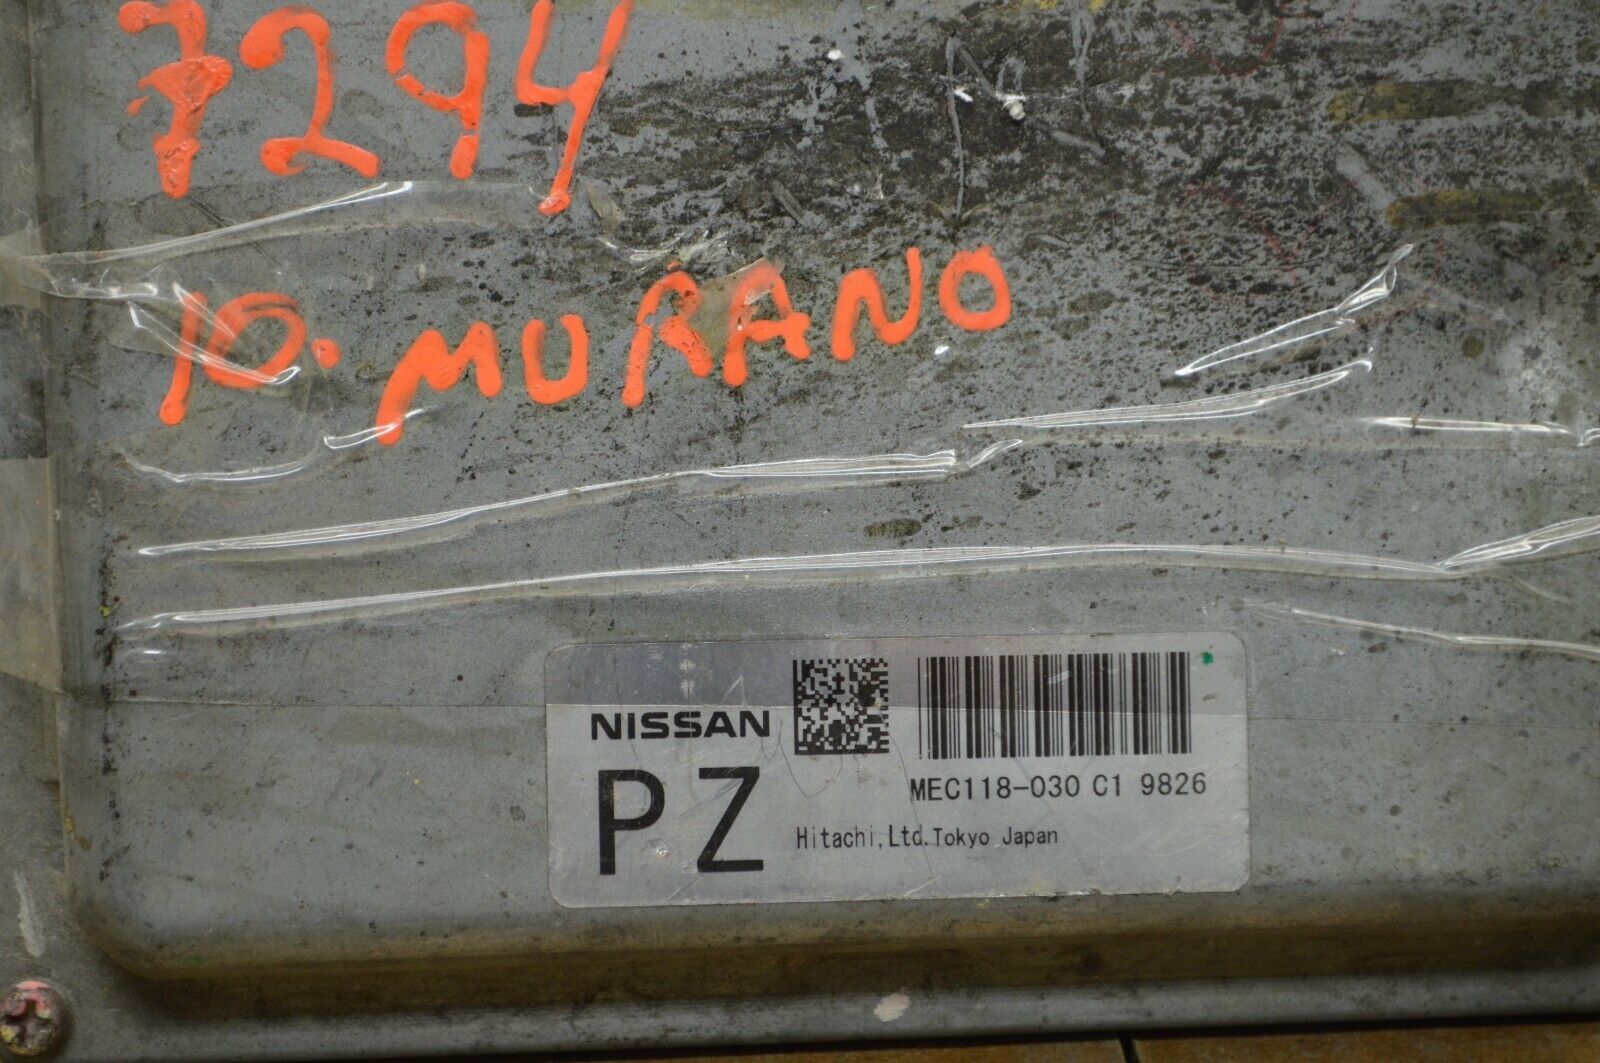 7294
10. MURANO
NISSAN
PZ
MEC118-030 C1 9826
Hitachi,Ltd.Tokyo Japan